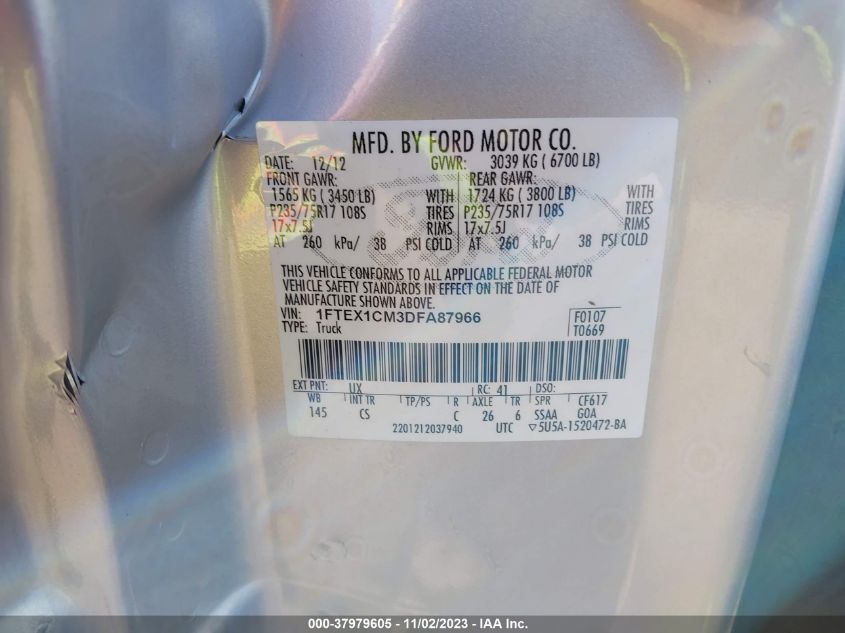 MFD. BY FORD MOTOR CO.
DATE: 12/12 GVWR: 3039 KG ( 6700 LB)
FRONT GAWR: REAR GAWR:
1565 KG ( 3450 LB) WITH 1724 KG ( 3800 LB) WITH
P235/75R17 108S TIRES P235/75R17 108S TIRES
17x7.5J RIMS 17x7.5J RIMS
AT 260 kPa/ 38 PSI COLD AT 260 kPa/ 38 PSI COLD
THIS VEHICLE CONFORMS TO ALL APPLICABLE FEDERAL MOTOR
VEHICLE SAFETY STANDARDS IN EFFECT ON THE DATE OF
MANUFACTURE SHOWN ABOVE.
VIN: 1FTEX1CM3DFA87966 F0107
TYPE: Truck T0669
EXT PNT: UX RC: 41 DSO:
WB INT TR TP/PS R AXLE TR SPR CF617
145 CS C 26 6 SSAA GOA
2201212037940 UTC ▽5U5A-1520472-BA
000-37979605 - 11/02/2023 - IAA Inc.